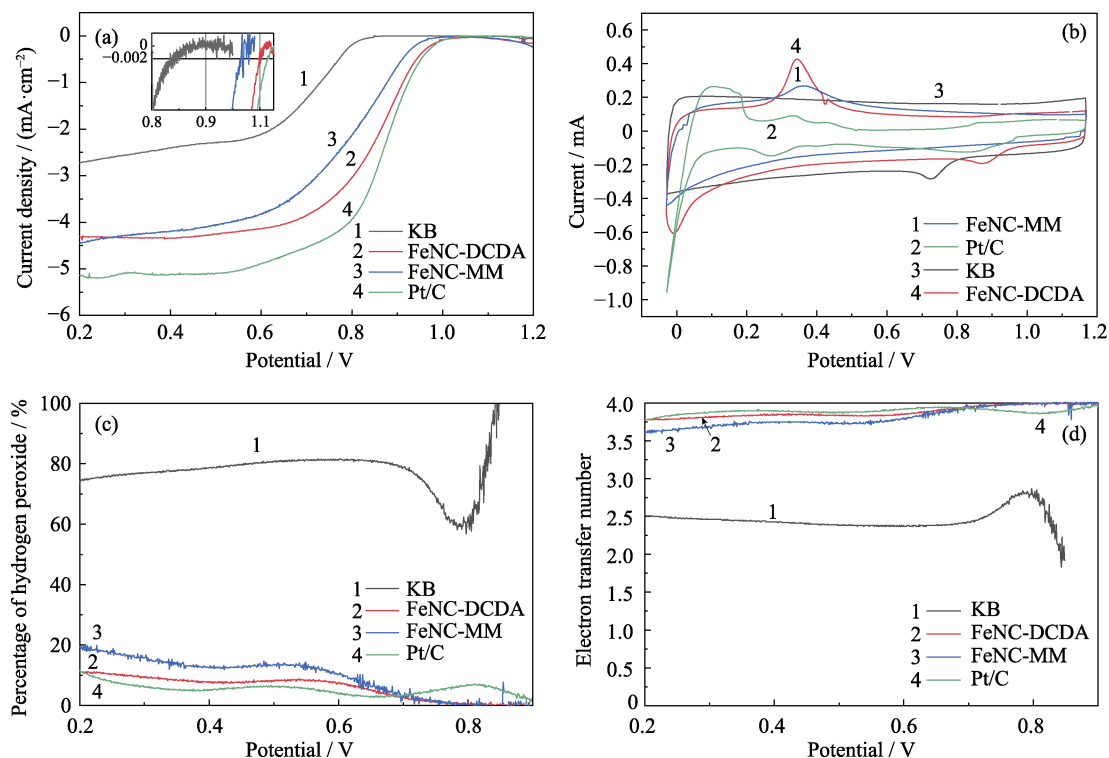 (a)
0
−0.002
0.8 0.9 1.0 1.1
1
3
2
4
1 KB
2 FeNC-DCDA
3 FeNC-MM
4 Pt/C
0
−1
−2
−3
−4
−5
−6
Current density / (mA·cm−2)
0.2 0.4 0.6 0.8 1.0 1.2
Potential / V
(b)
4
1
3
2
1 FeNC-MM
2 Pt/C
3 KB
4 FeNC-DCDA
0.6
0.4
0.2
0
−0.2
−0.4
−0.6
−0.8
−1.0
Current / mA
0 0.2 0.4 0.6 0.8 1.0 1.2
Potential / V
(c)
1
3
2
4
1 KB
2 FeNC-DCDA
3 FeNC-MM
4 Pt/C
100
80
60
40
20
0
Percentage of hydrogen peroxide / %
0.2 0.4 0.6 0.8
Potential / V
(d)
3
2
4
1
1 KB
2 FeNC-DCDA
3 FeNC-MM
4 Pt/C
4.0
3.5
3.0
2.5
2.0
1.5
1.0
0.5
0
Electron transfer number
0.2 0.4 0.6 0.8
Potential / V